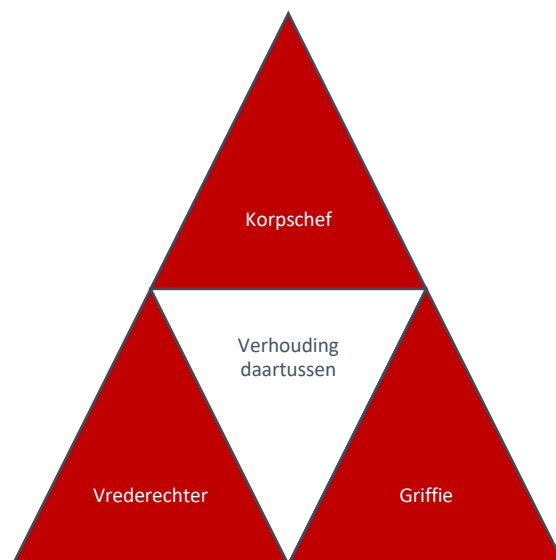 Korpschef
Verhouding
daartussen
Vrederechter
Griffie